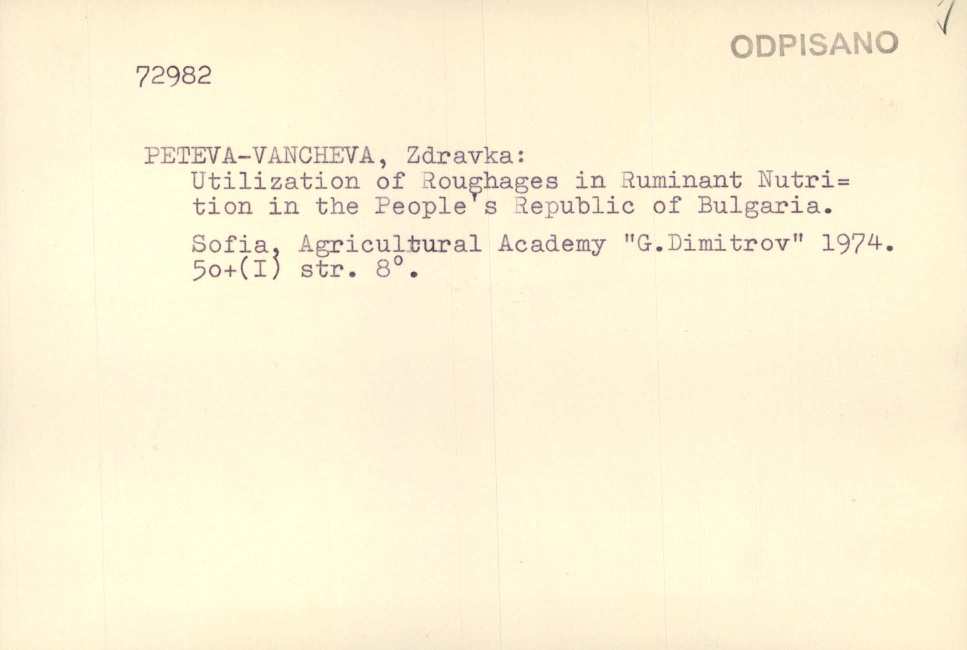 ODPISANO
72982
PETEVA-VANCHEVA, Zdravka:
Utilization of Roughages in Ruminant Nutri=
tion in the People's Republic of Bulgaria.
Sofia, Agricultural Academy "G.Dimitrov" 1974.
5o+(I) str. 8°.